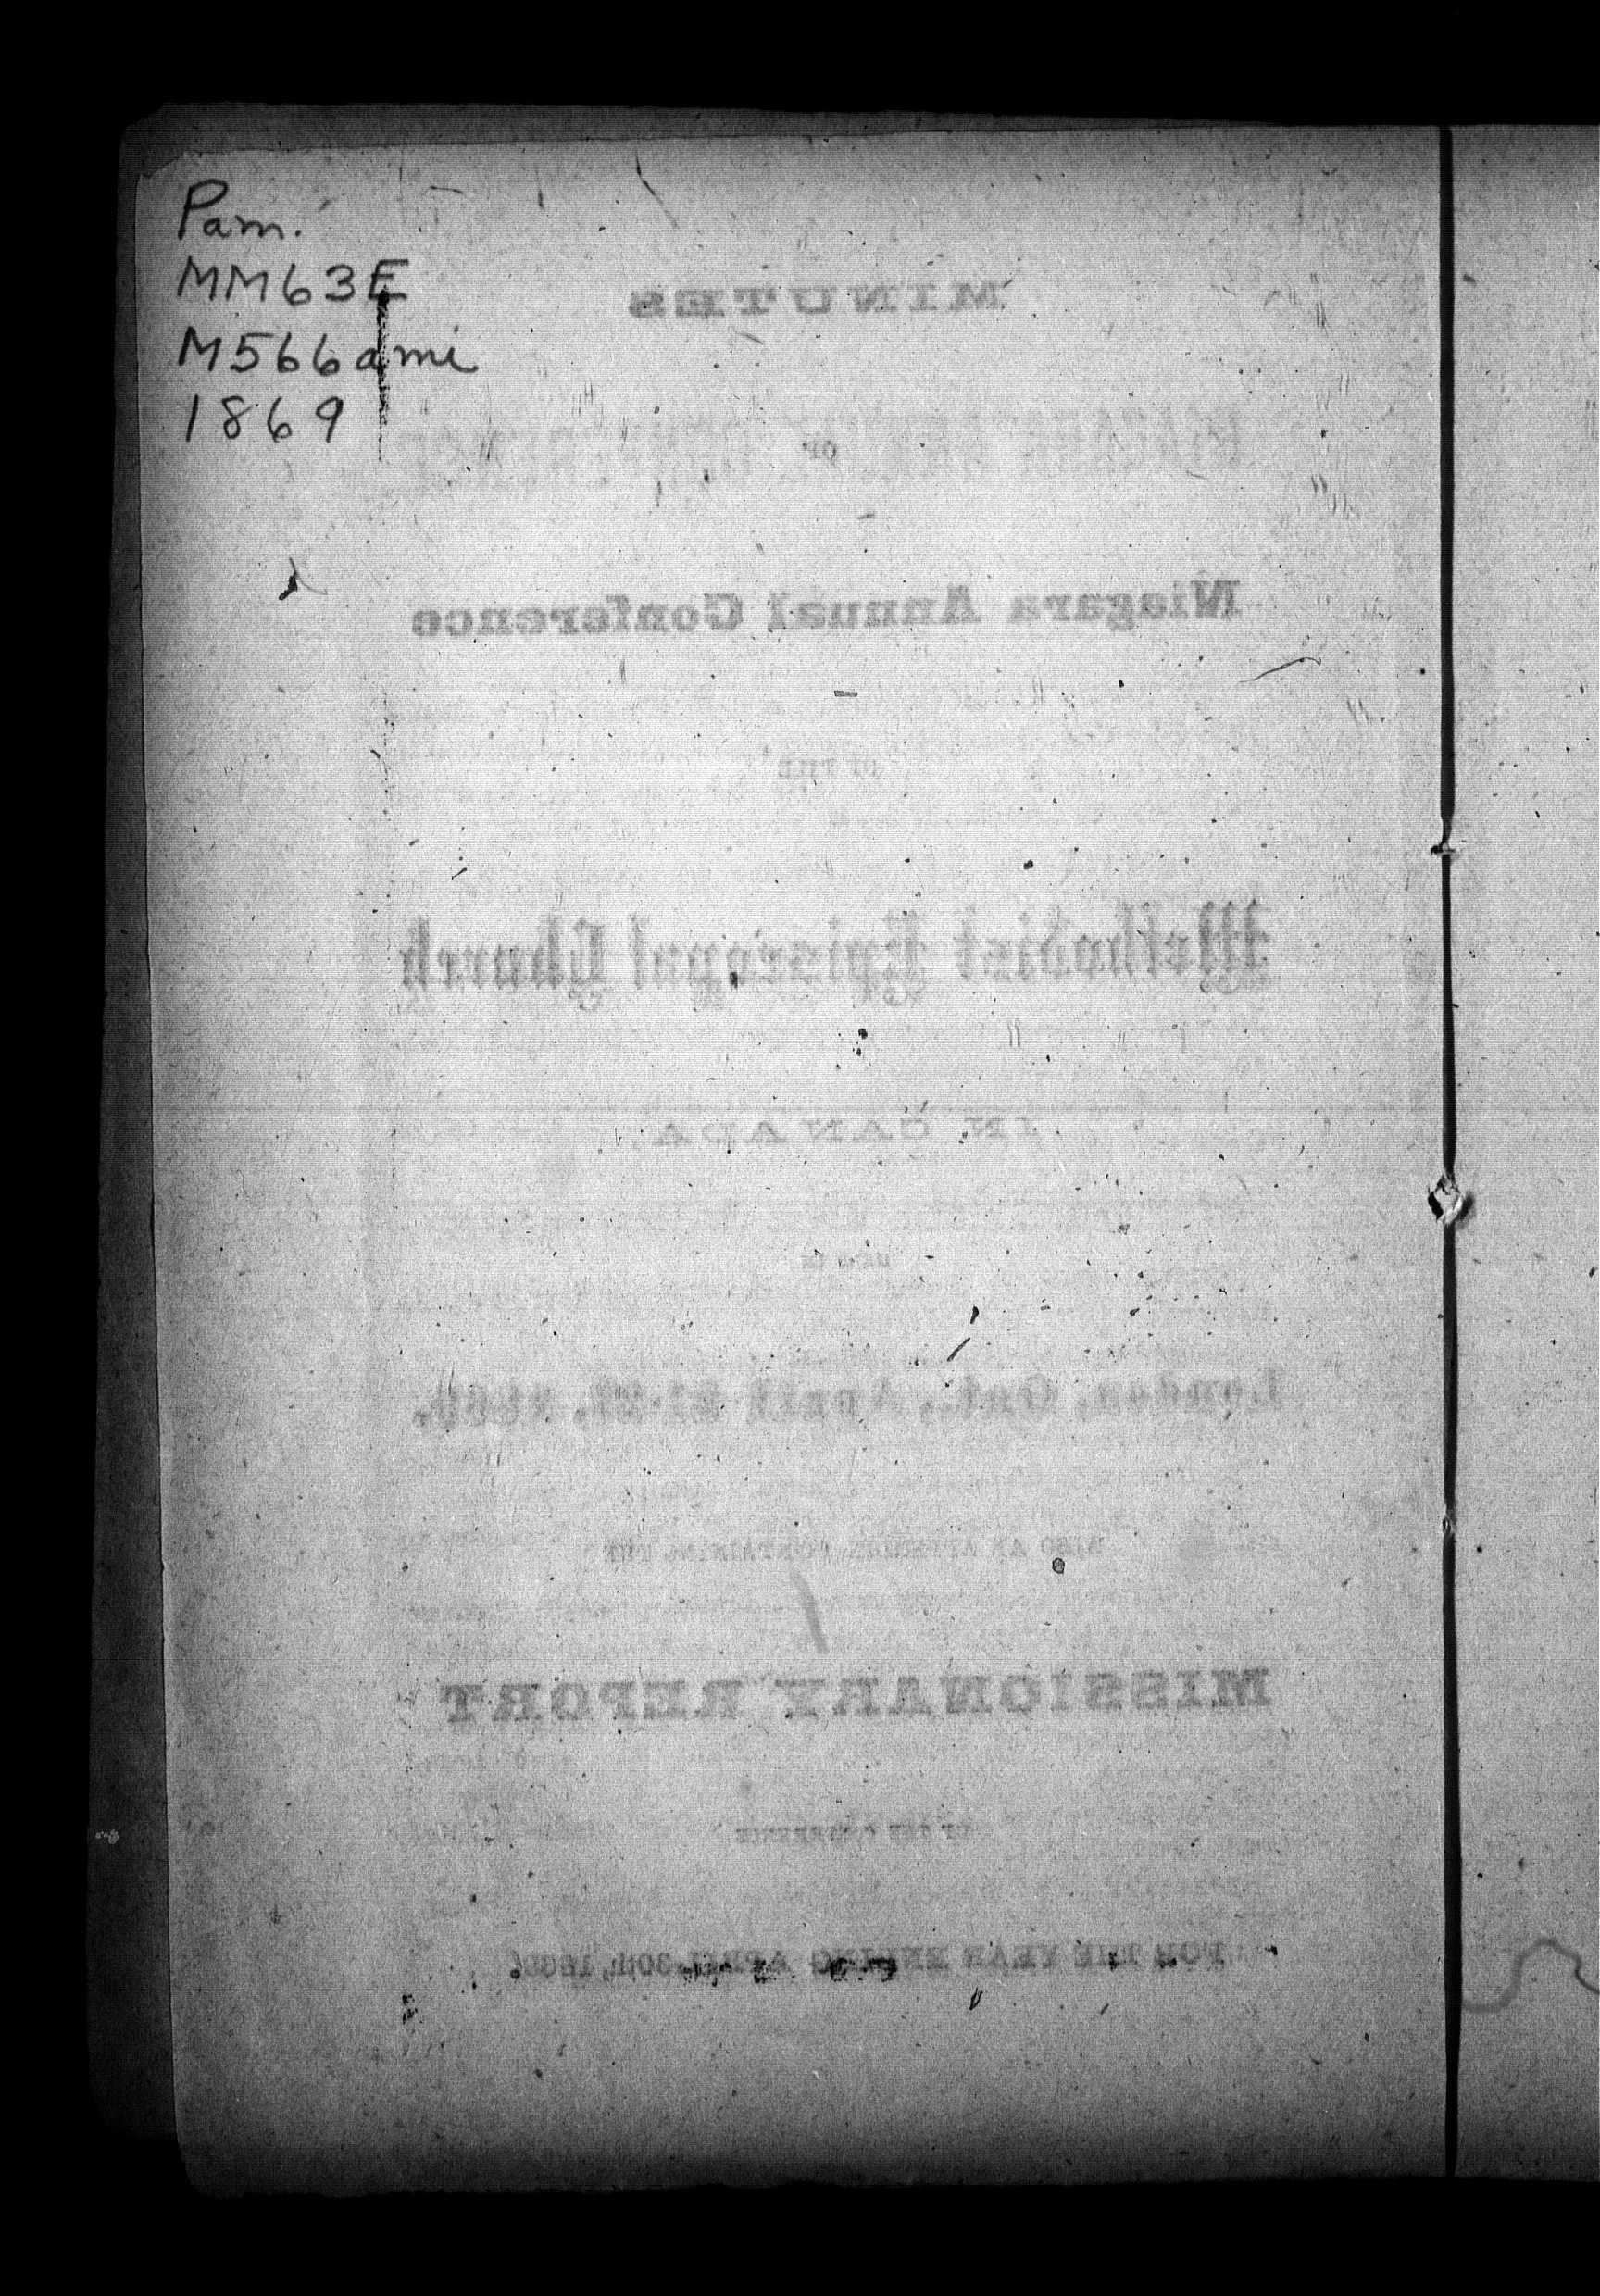 Pam.
MM63E
M566ami
1869
MINUTES
OF
Niagara Annual Conference
OF THE
Methodist Episcopal Church
IN CANADA,
London, Ont., April
ALSO AN APPENDIX, CONTAINING THE
MISSIONARY REPORT
OF THE CONFERENCE
FOR THE YEAR ENDING APRIL 30th, 1869.